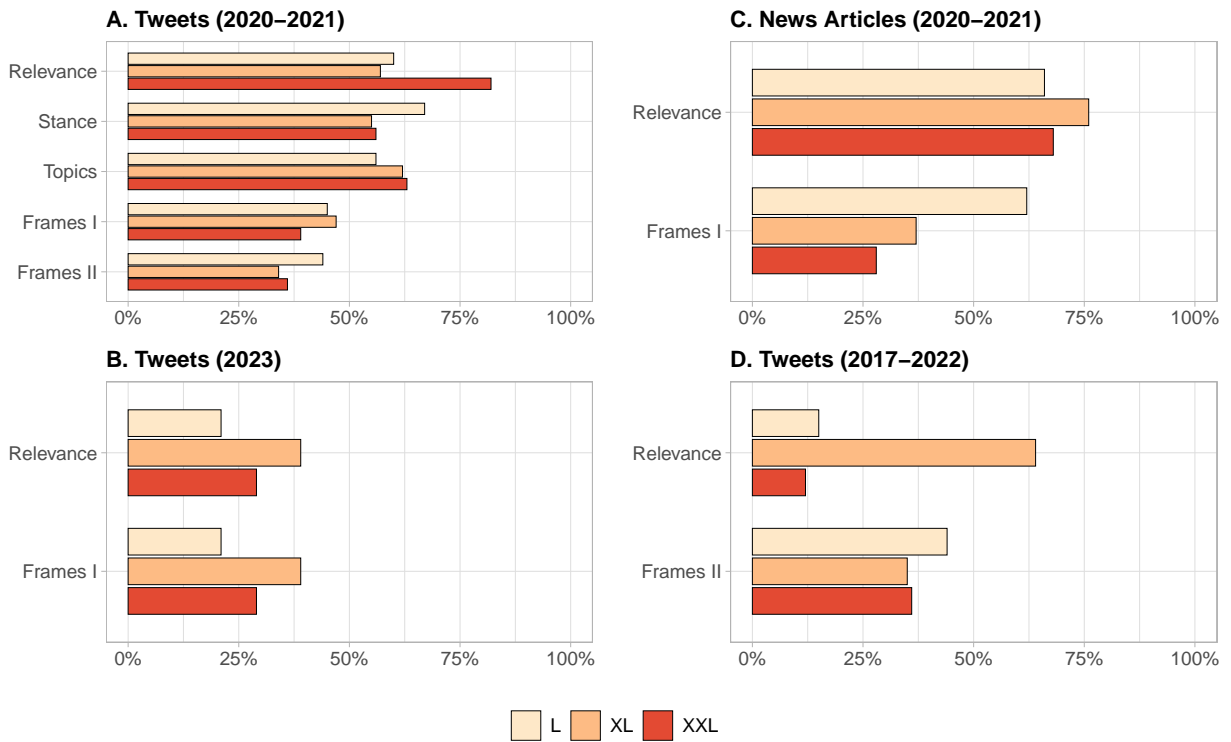 A. Tweets (2020−2021)
Relevance
Stance
Topics
Frames I
Frames II
0% 25% 50% 75% 100%
C. News Articles (2020−2021)
Relevance
Frames I
0% 25% 50% 75% 100%
B. Tweets (2023)
Relevance
Frames I
0% 25% 50% 75% 100%
D. Tweets (2017−2022)
Relevance
Frames II
0% 25% 50% 75% 100%
L XL XXL